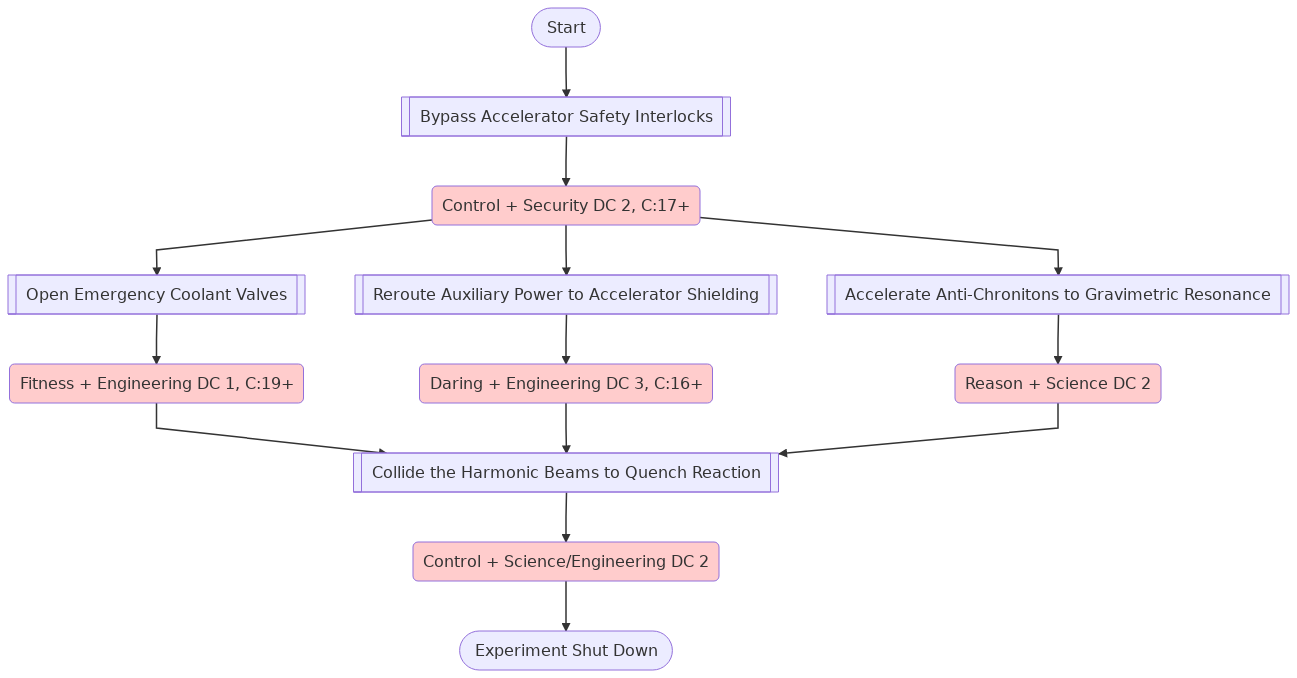 Start
Bypass Accelerator Safety Interlocks
Control + Security DC 2, C:17+
Open Emergency Coolant Valves
Reroute Auxiliary Power to Accelerator Shielding
Accelerate Anti-Chronitons to Gravimetric Resonance
Fitness + Engineering DC 1, C:19+
Daring + Engineering DC 3, C:16+
Reason + Science DC 2
Collide the Harmonic Beams to Quench Reaction
Control + Science/Engineering DC 2
Experiment Shut Down